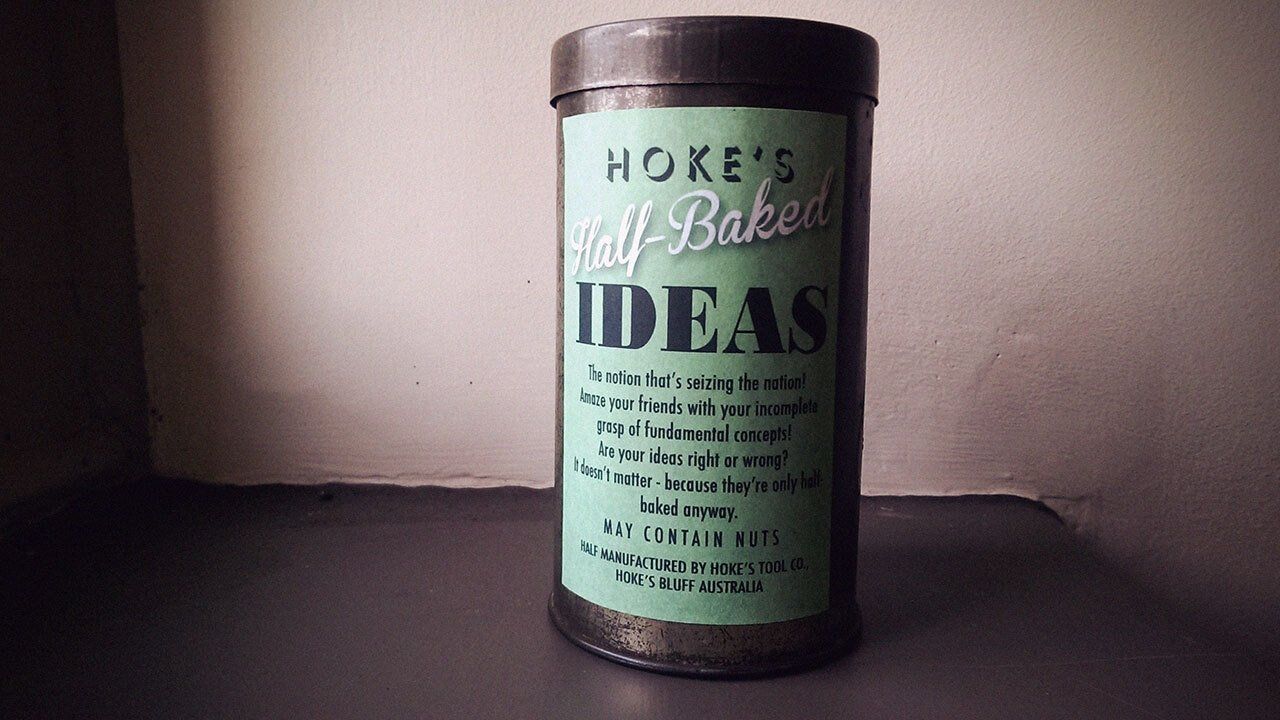 HOKE'S
Half-Baked
IDEAS
The notion that's seizing the nation!
Amaze your friends with your incomplete
grasp of fundamental concepts!
Are your ideas right or wrong?
It doesn't matter - because they're only half-
baked anyway.
MAY CONTAIN NUTS
HALF MANUFACTURED BY HOKE'S TOOL CO.,
HOKE'S BLUFF AUSTRALIA